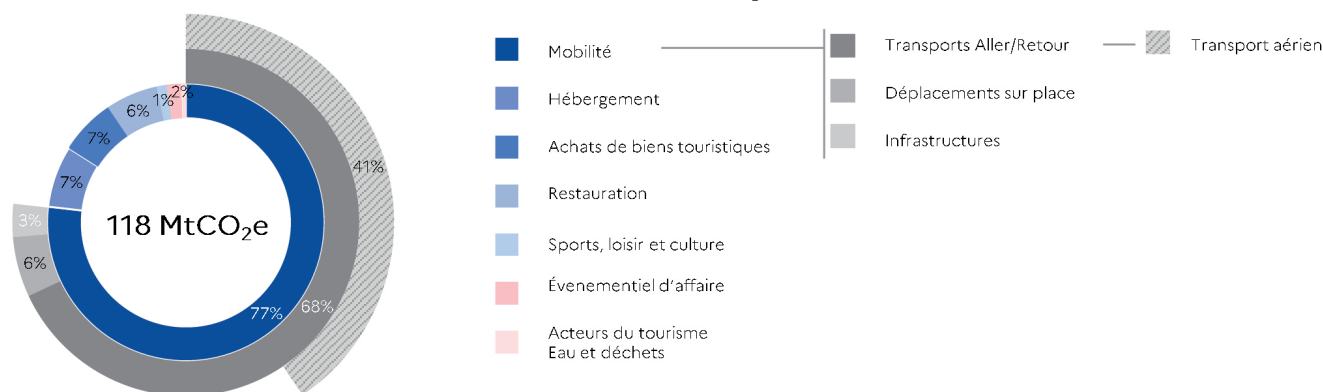 2%
1%
6%
7%
7%
41%
3%
6%
118 MtCO₂e
68%
77%
Mobilité
Hébergement
Achats de biens touristiques
Restauration
Sports, loisir et culture
Évenementiel d'affaire
Acteurs du tourisme
Eau et déchets
Transports Aller/Retour
Déplacements sur place
Infrastructures
Transport aérien